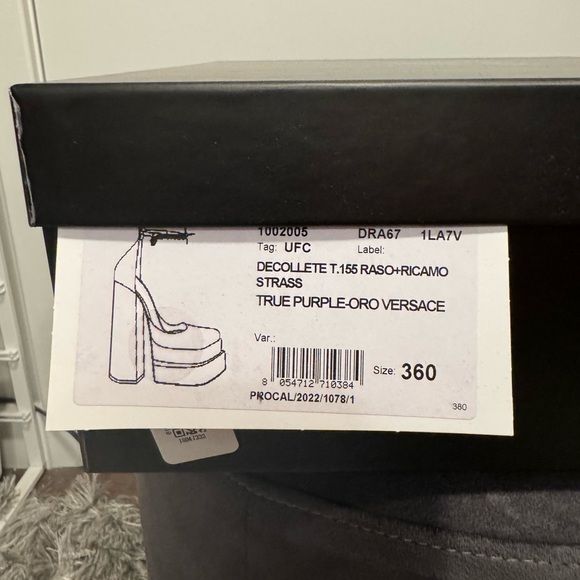 1002005 DRA67 1LA7V
Tag: UFC Label:
DECOLLETE T.155 RASO+RICAMO
STRASS
TRUE PURPLE-ORO VERSACE
Var.:
Size: 360
8 054712 710384
PROCAL/2022/1078/1
380